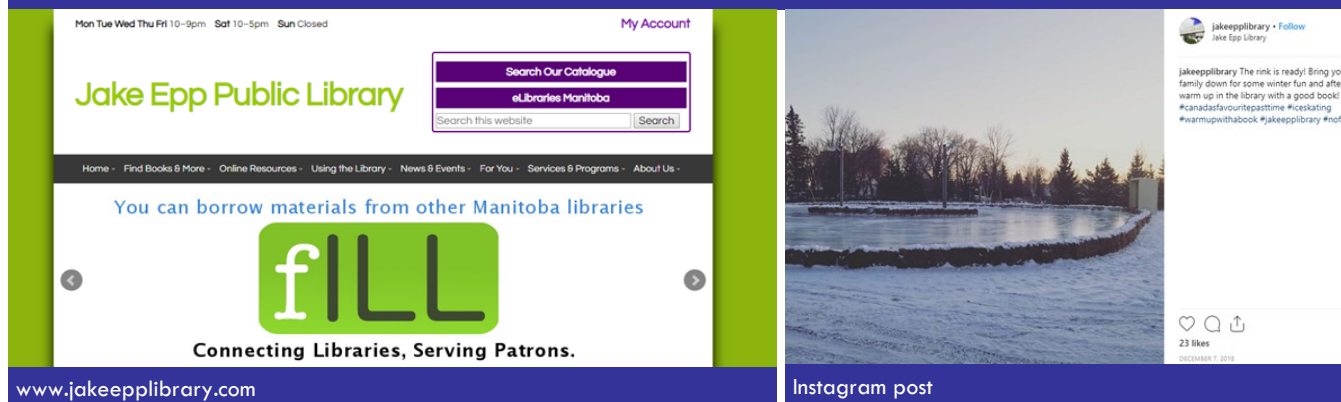 Mon Tue Wed Thu Fri 10–9pm Sat 10–5pm Sun Closed
My Account
Jake Epp Public Library
Search Our Catalogue
eLibraries Manitoba
Search this website
Search
Home - Find Books & More - Online Resources - Using the Library - News & Events - For You - Services & Programs - About Us -
You can borrow materials from other Manitoba libraries
fILL
Connecting Libraries, Serving Patrons.
www.jakeepplibrary.com
jakeepplibrary • Follow
Jake Epp Library
jakeepplibrary The rink is ready! Bring yo
family down for some winter fun and afte
warm up in the library with a good book!
#canadasfavouritepasttime #iceskating
#warmupwithabook #jakeepplibrary #nof
23 likes
DECEMBER 7, 2018
Instagram post